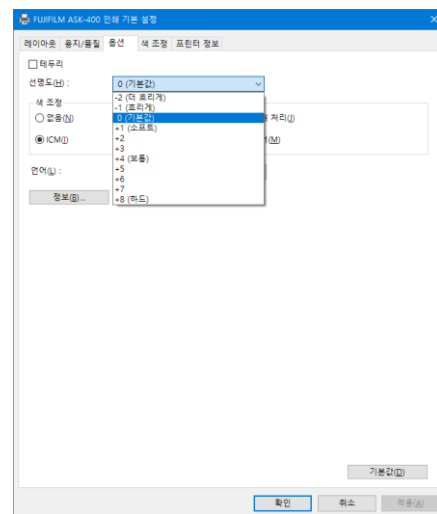 FUJIFILM ASK-400 인쇄 기본 설정
레이아웃 용지/품질 옵션 색 조정 프린터 정보
테두리
선명도(H) : 0 (기본값)
-2 (더 흐리게)
-1 (흐리게)
0 (기본값)
+1 (소프트)
+2
+3
+4 (보통)
+5
+6
+7
+8 (하드)
색 조정
없음(N) 처리(J)
ICM(I) (M)
언어(L) :
정보(B)...
기본값(D)
확인 취소 적용(A)